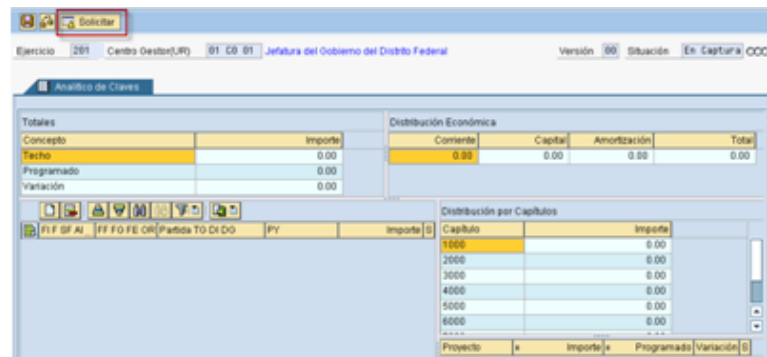 Solicitar
Ejercicio 201 Centro Gestor(UR) 01 C0 01 Jefatura del Gobierno del Distrito Federal Versión 00 Situación En Captura
Analítico de Claves
Totales Distribución Económica
Concepto Importe Corriente Capital Amortización Total
Techo 0.00 0.00 0.00 0.00 0.00
Programado 0.00
Variación 0.00
Distribución por Capítulos
FI F SF AI FF FO FE OR Partida TG DI DG PY Importe S Capítulo Importe
1000 0.00
2000 0.00
3000 0.00
4000 0.00
5000 0.00
6000 0.00
Proyecto Importe Programado Variación S